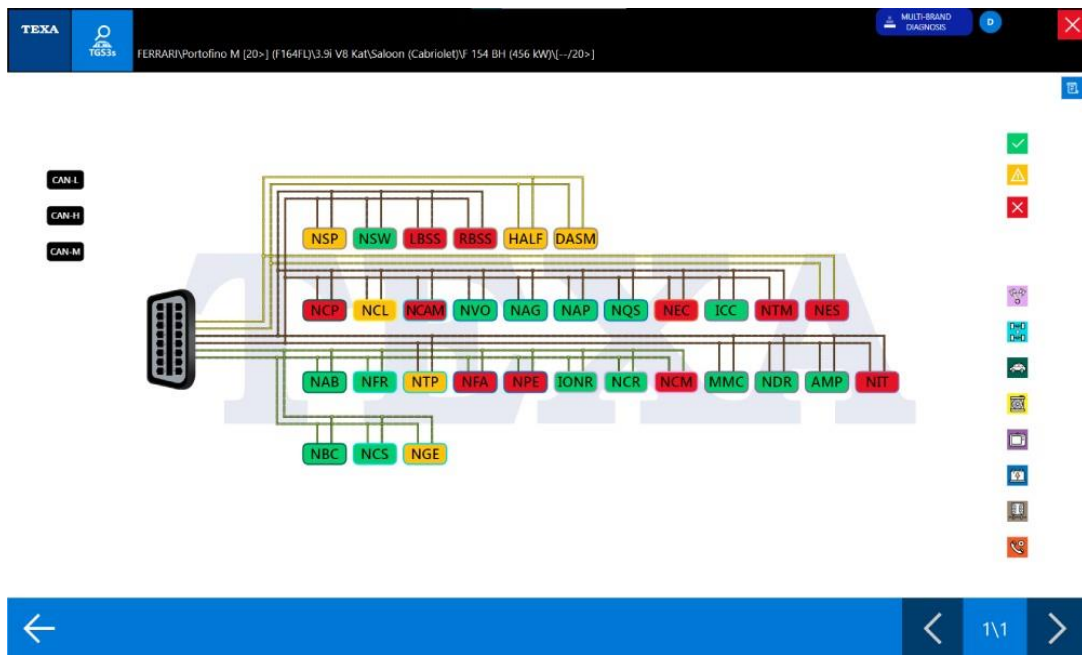 TEXA
TGS3s
MULTI-BRAND
DIAGNOSIS
D
FERRARI\Portofino M [20>] (F164FL)\3.9i V8 Kat\Saloon (Cabriolet)\F 154 BH (456 kW)\[--/20>]
CAN-L
CAN-H
CAN-M
NSP NSW LBSS RBSS HALF DASM
NCP NCL NCAM NVO NAG NAP NQS NEC ICC NTM NES
NAB NFR NTP NFA NPE IONR NCR NCM MMC NDR AMP NIT
NBC NCS NGE
TEXA
1\1